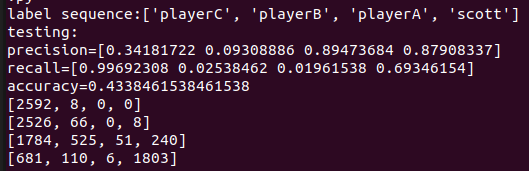 label sequence:['playerC', 'playerB', 'playerA', 'scott']
testing:
precision=[0.34181722 0.09308886 0.89473684 0.87908337]
recall=[0.99692308 0.02538462 0.01961538 0.69346154]
accuracy=0.4338461538461538
[2592, 8, 0, 0]
[2526, 66, 0, 8]
[1784, 525, 51, 240]
[681, 110, 6, 1803]